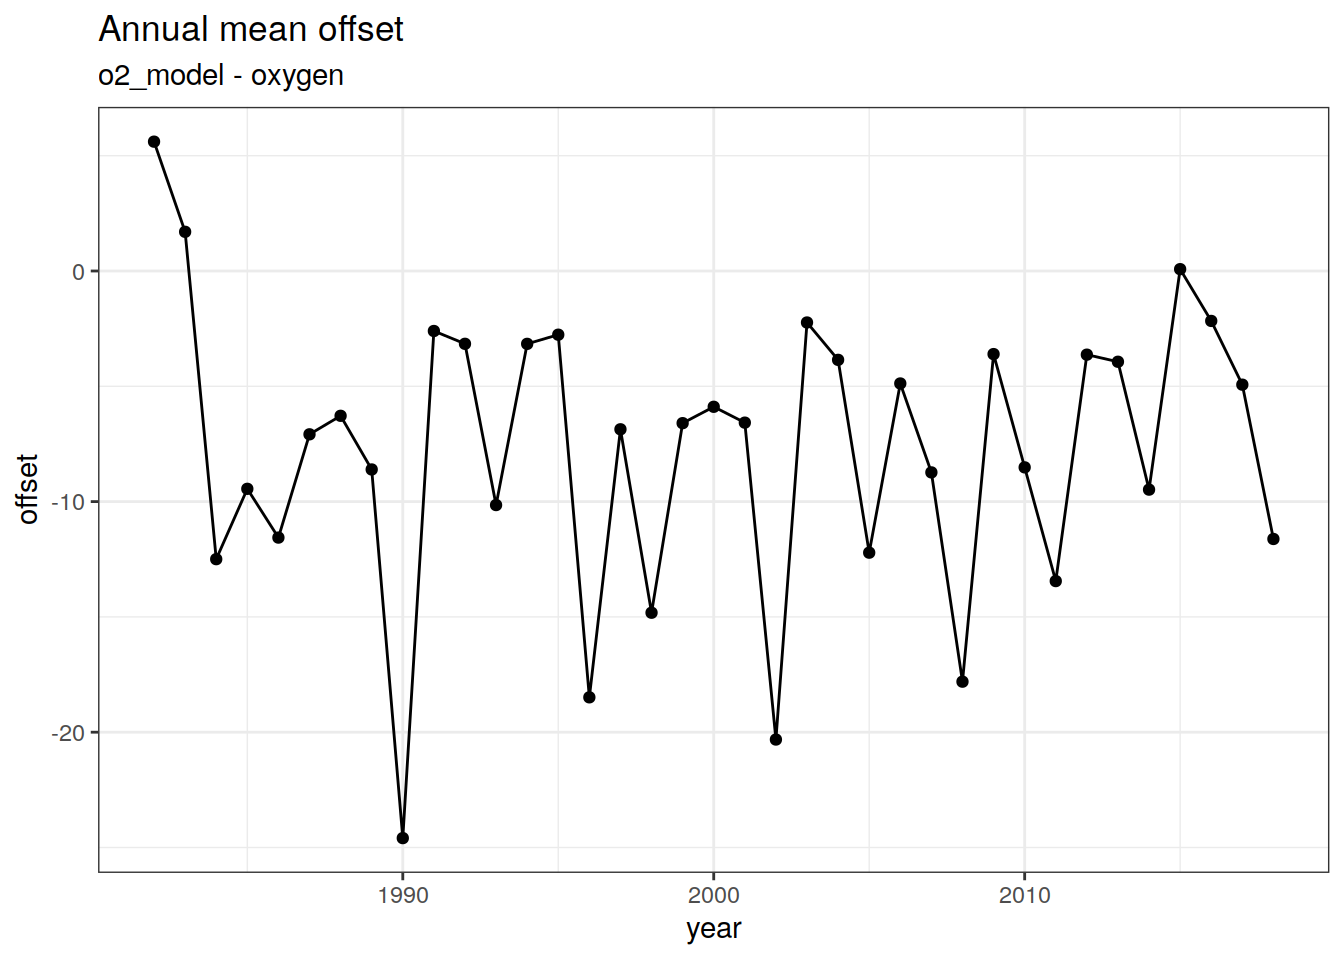 Annual mean offset
o2_model - oxygen
offset
0
-10
-20
1990 2000 2010
year